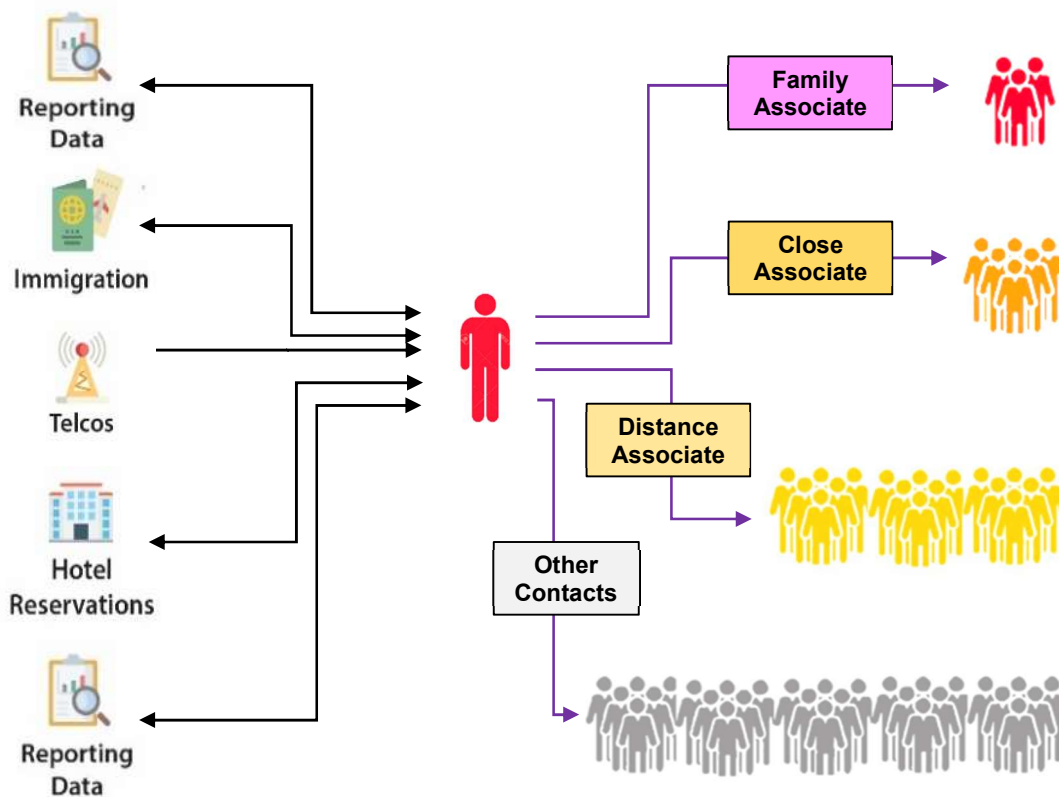 Reporting
Data
Immigration
Telcos
Hotel
Reservations
Reporting
Data
Family
Associate
Close
Associate
Distance
Associate
Other
Contacts